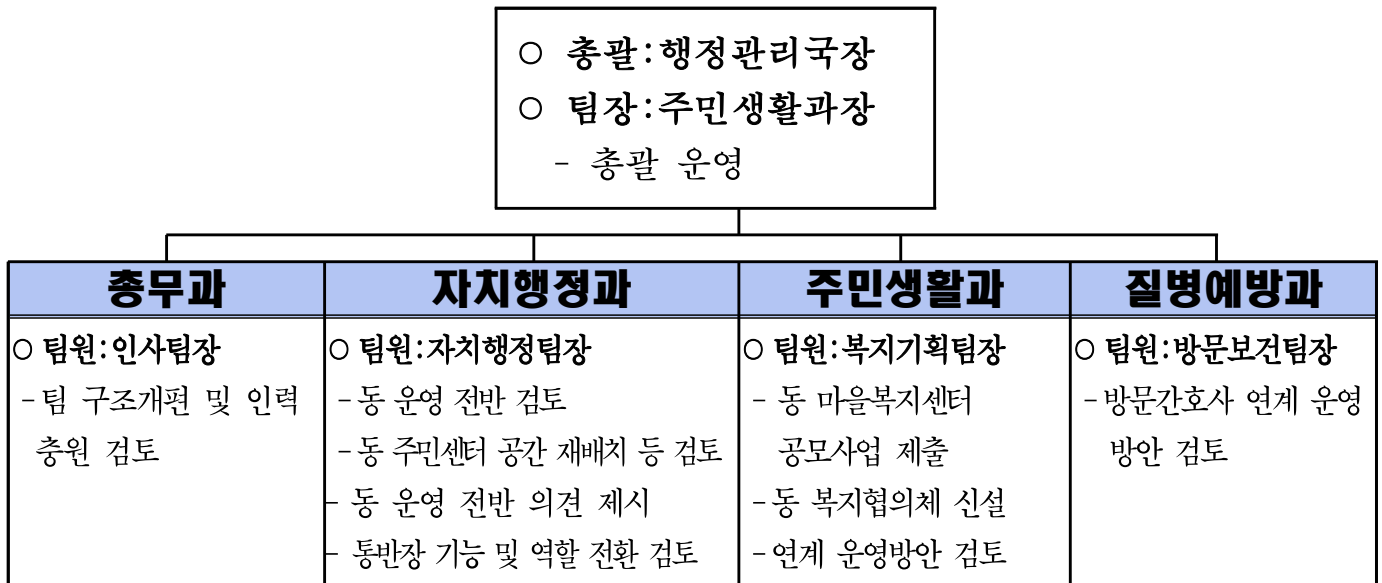 ○ 총괄:행정관리국장
○ 팀장:주민생활과장
- 총괄 운영
총무과
○ 팀원:인사팀장
-팀 구조개편 및 인력
충원 검토
자치행정과
○ 팀원:자치행정팀장
-동 운영 전반 검토
-동 주민센터 공간 재배치 등 검토
- 동 운영 전반 의견 제시
- 통반장 기능 및 역할 전환 검토
주민생활과
○ 팀원:복지기획팀장
- 동 마을복지센터
공모사업 제출
-동 복지협의체 신설
-연계 운영방안 검토
질병예방과
○ 팀원:방문보건팀장
-방문간호사 연계 운영
방안 검토